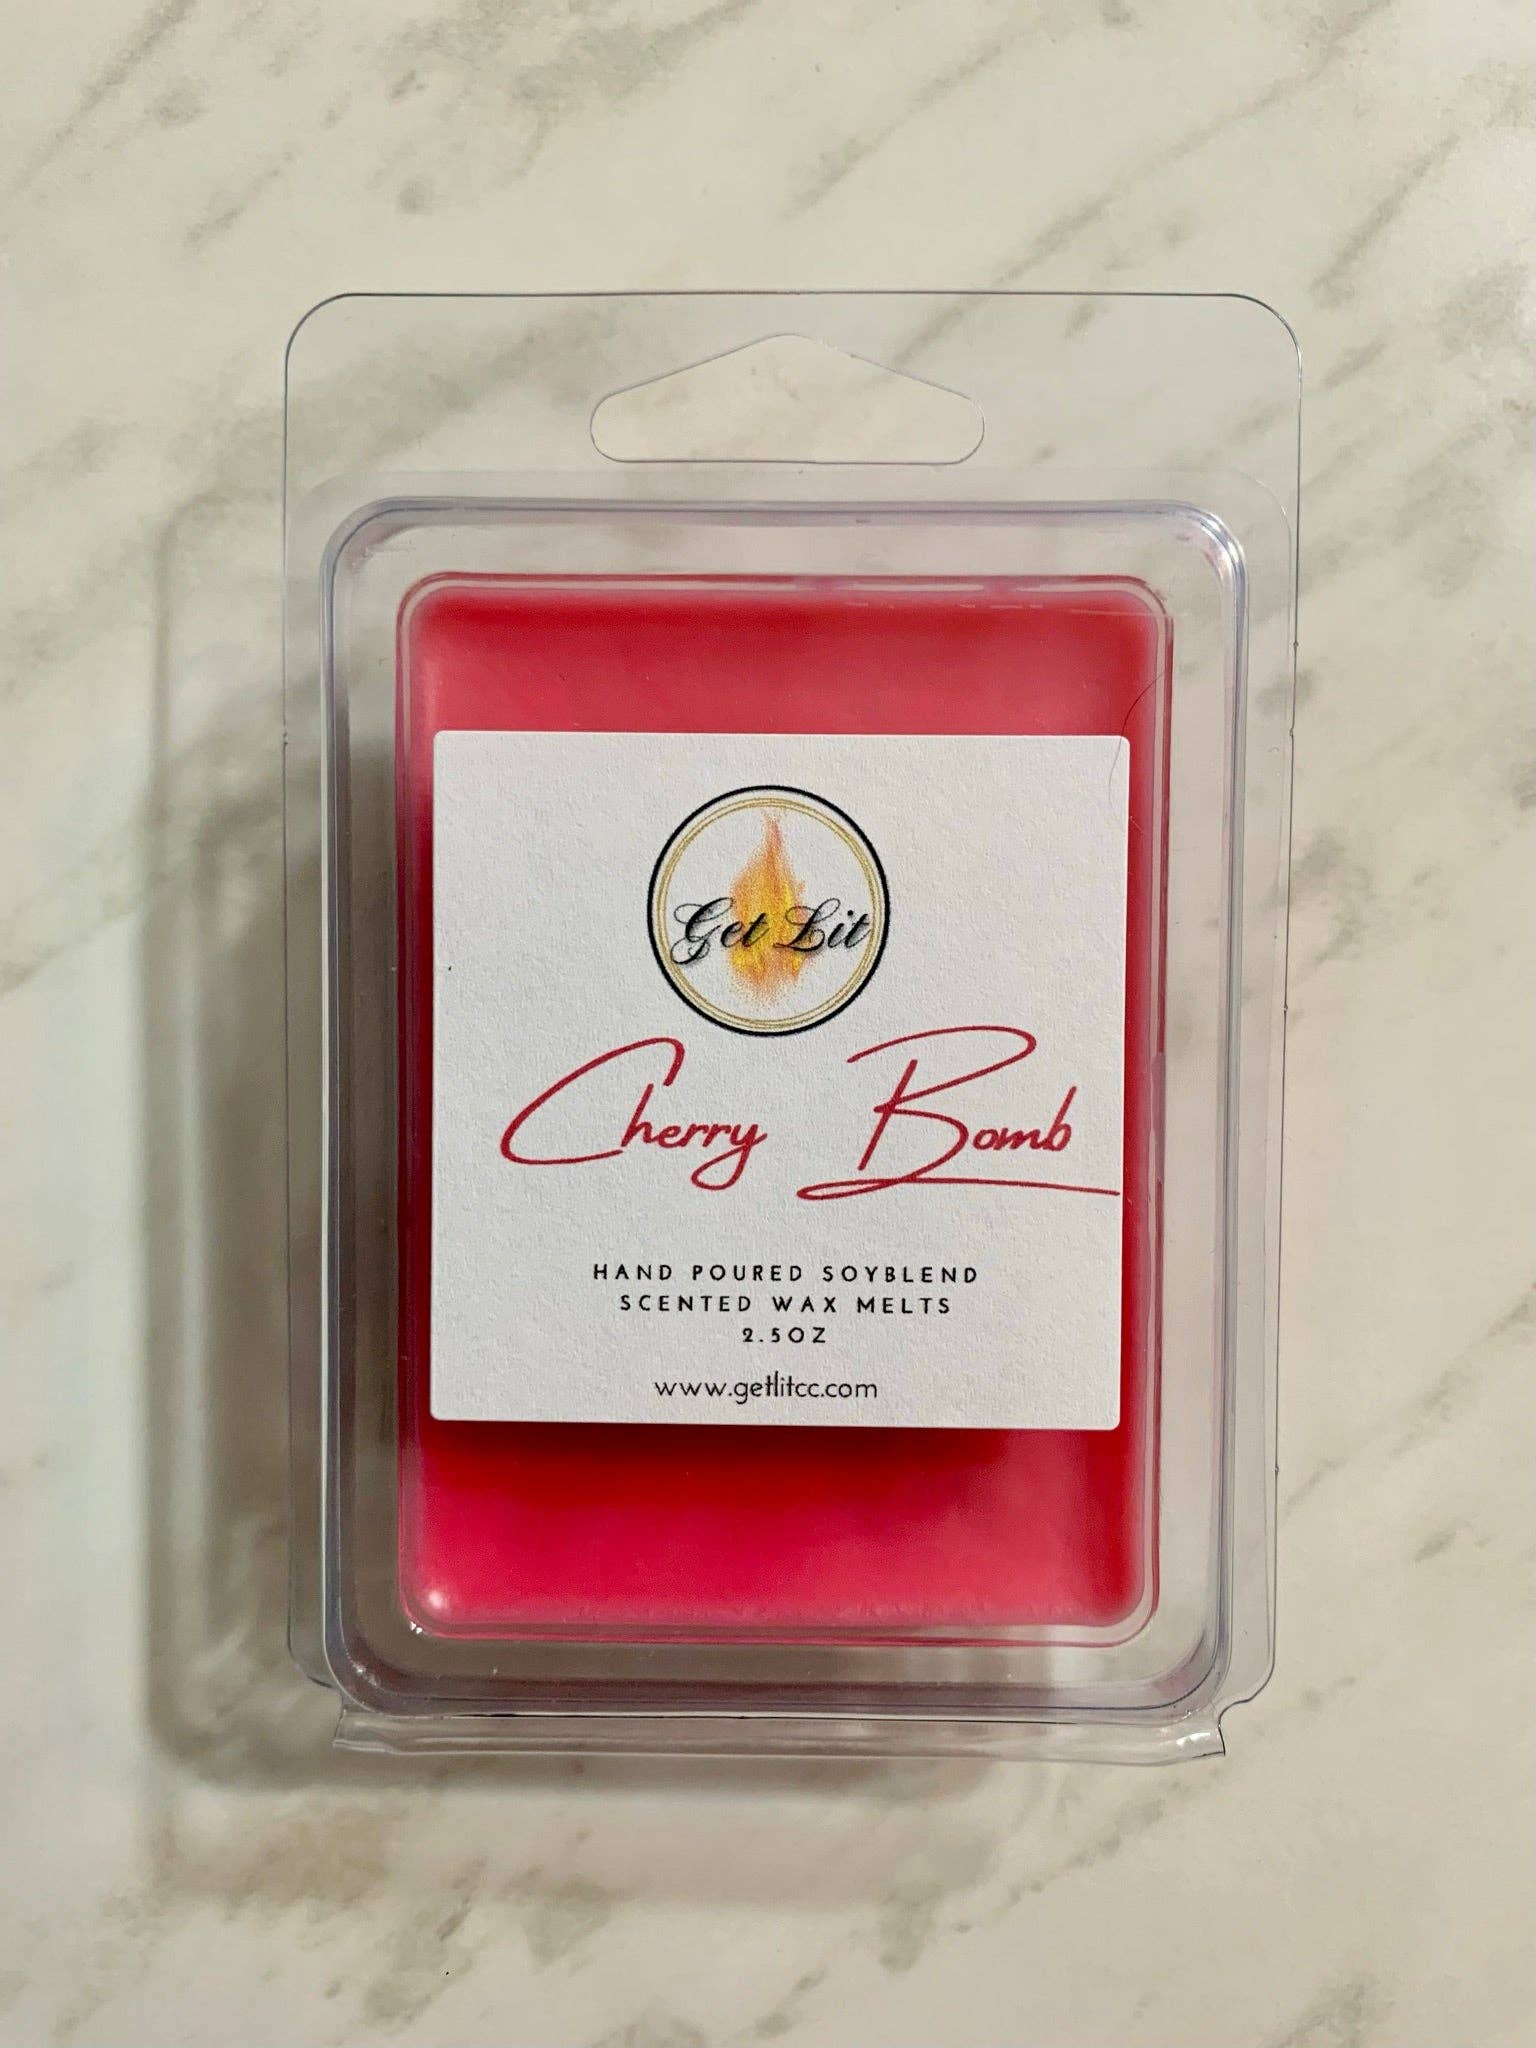 Get Lit
Cherry Bomb
HAND POURED SOYBLEND
SCENTED WAX MELTS
2.5OZ
www.getlitcc.com